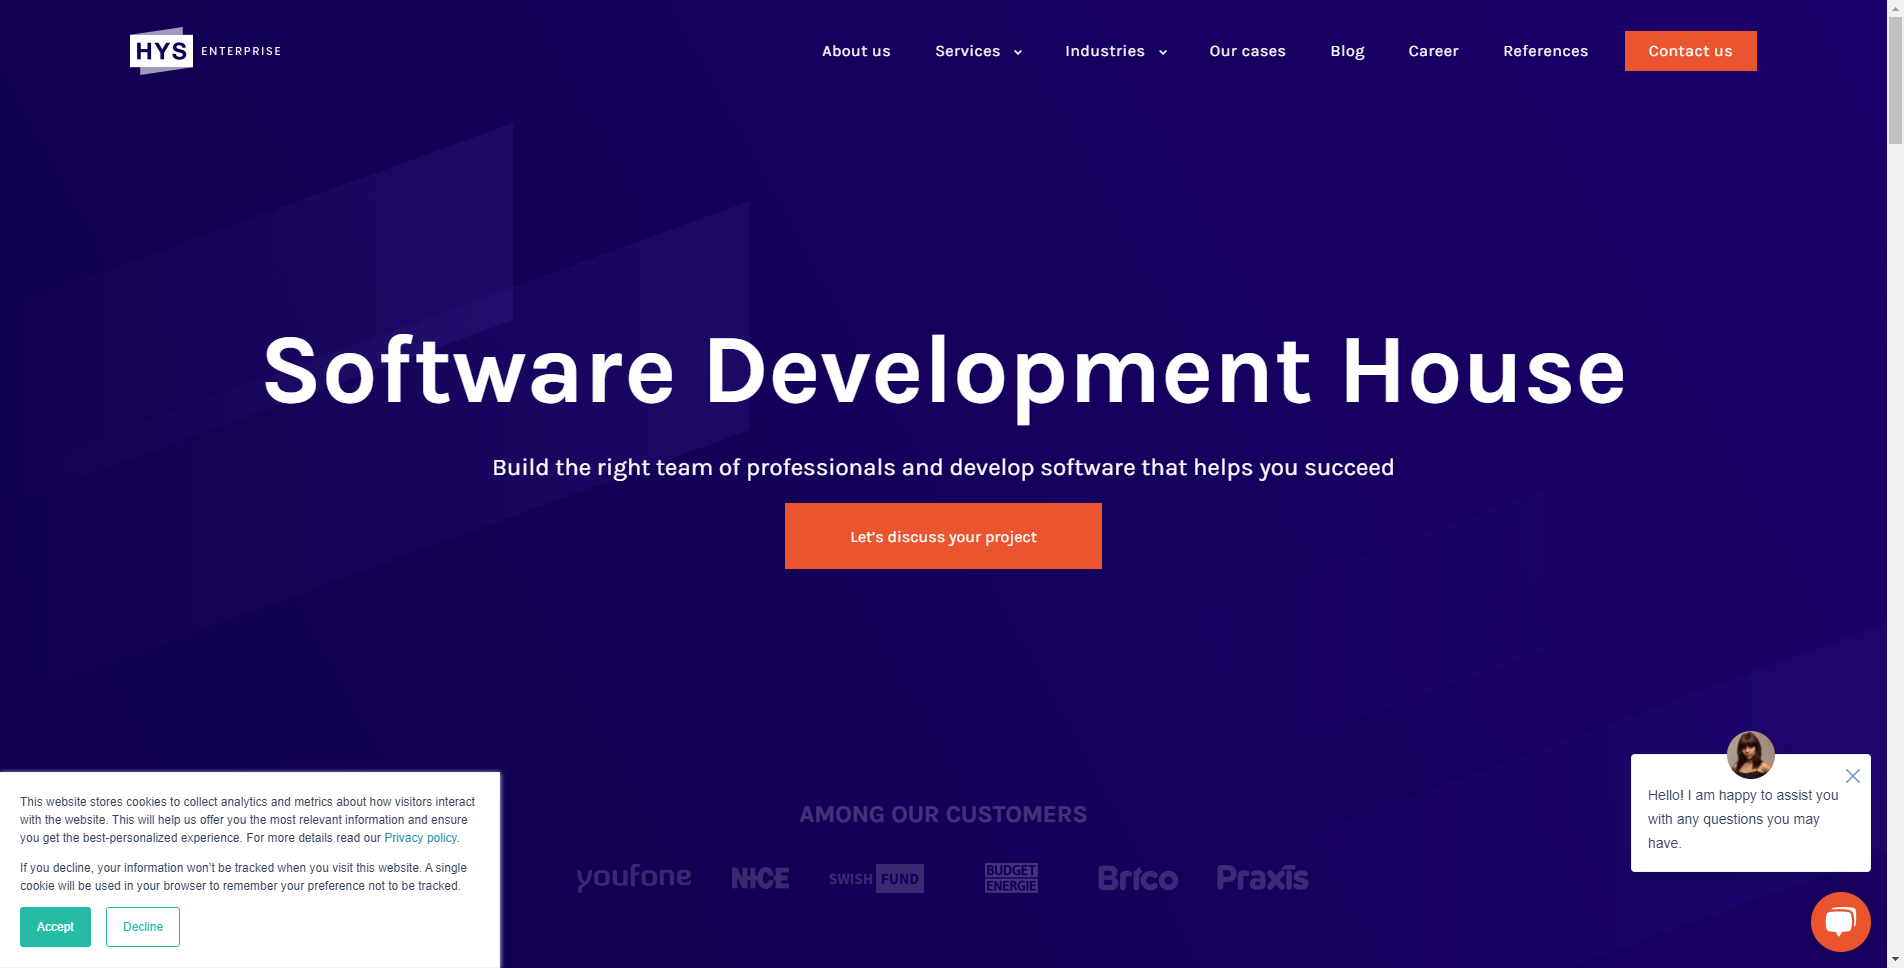 HYS ENTERPRISE
About us Services Industries Our cases Blog Career References Contact us
Software Development House
Build the right team of professionals and develop software that helps you succeed
Let's discuss your project
AMONG OUR CUSTOMERS
youfone NICE SWISH FUND BUDGET ENERGIE Brico Praxis
This website stores cookies to collect analytics and metrics about how visitors interact
with the website. This will help us offer you the most relevant information and ensure
you get the best-personalized experience. For more details read our Privacy policy.
If you decline, your information won't be tracked when you visit this website. A single
cookie will be used in your browser to remember your preference not to be tracked.
Accept Decline
Hello! I am happy to assist you
with any questions you may
have.